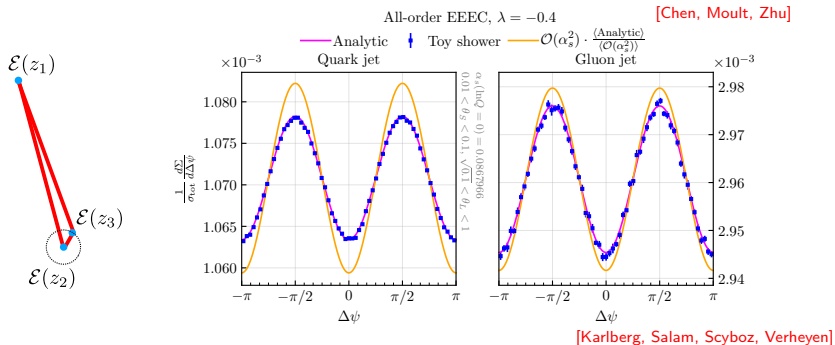 [Chen, Moult, Zhu]
All-order EEEC, λ = −0.4
Analytic Toy shower O(α_s^2) · ⟨Analytic⟩/⟨O(α_s^2)⟩
×10^−3 Quark jet Gluon jet ×10^−3
E(z_1)
E(z_3)
E(z_2)
1/σ_tot dΣ/dΔψ
1.080
1.075
1.070
1.065
1.060
−π −π/2 0 π/2 π
Δψ
α_s(lnQ = 0) = 0.0867966
0.01 < θ_S < 0.1, √0.1 < θ_L < 1
2.98
2.97
2.96
2.95
2.94
−π −π/2 0 π/2 π
Δψ
[Karlberg, Salam, Scyboz, Verheyen]